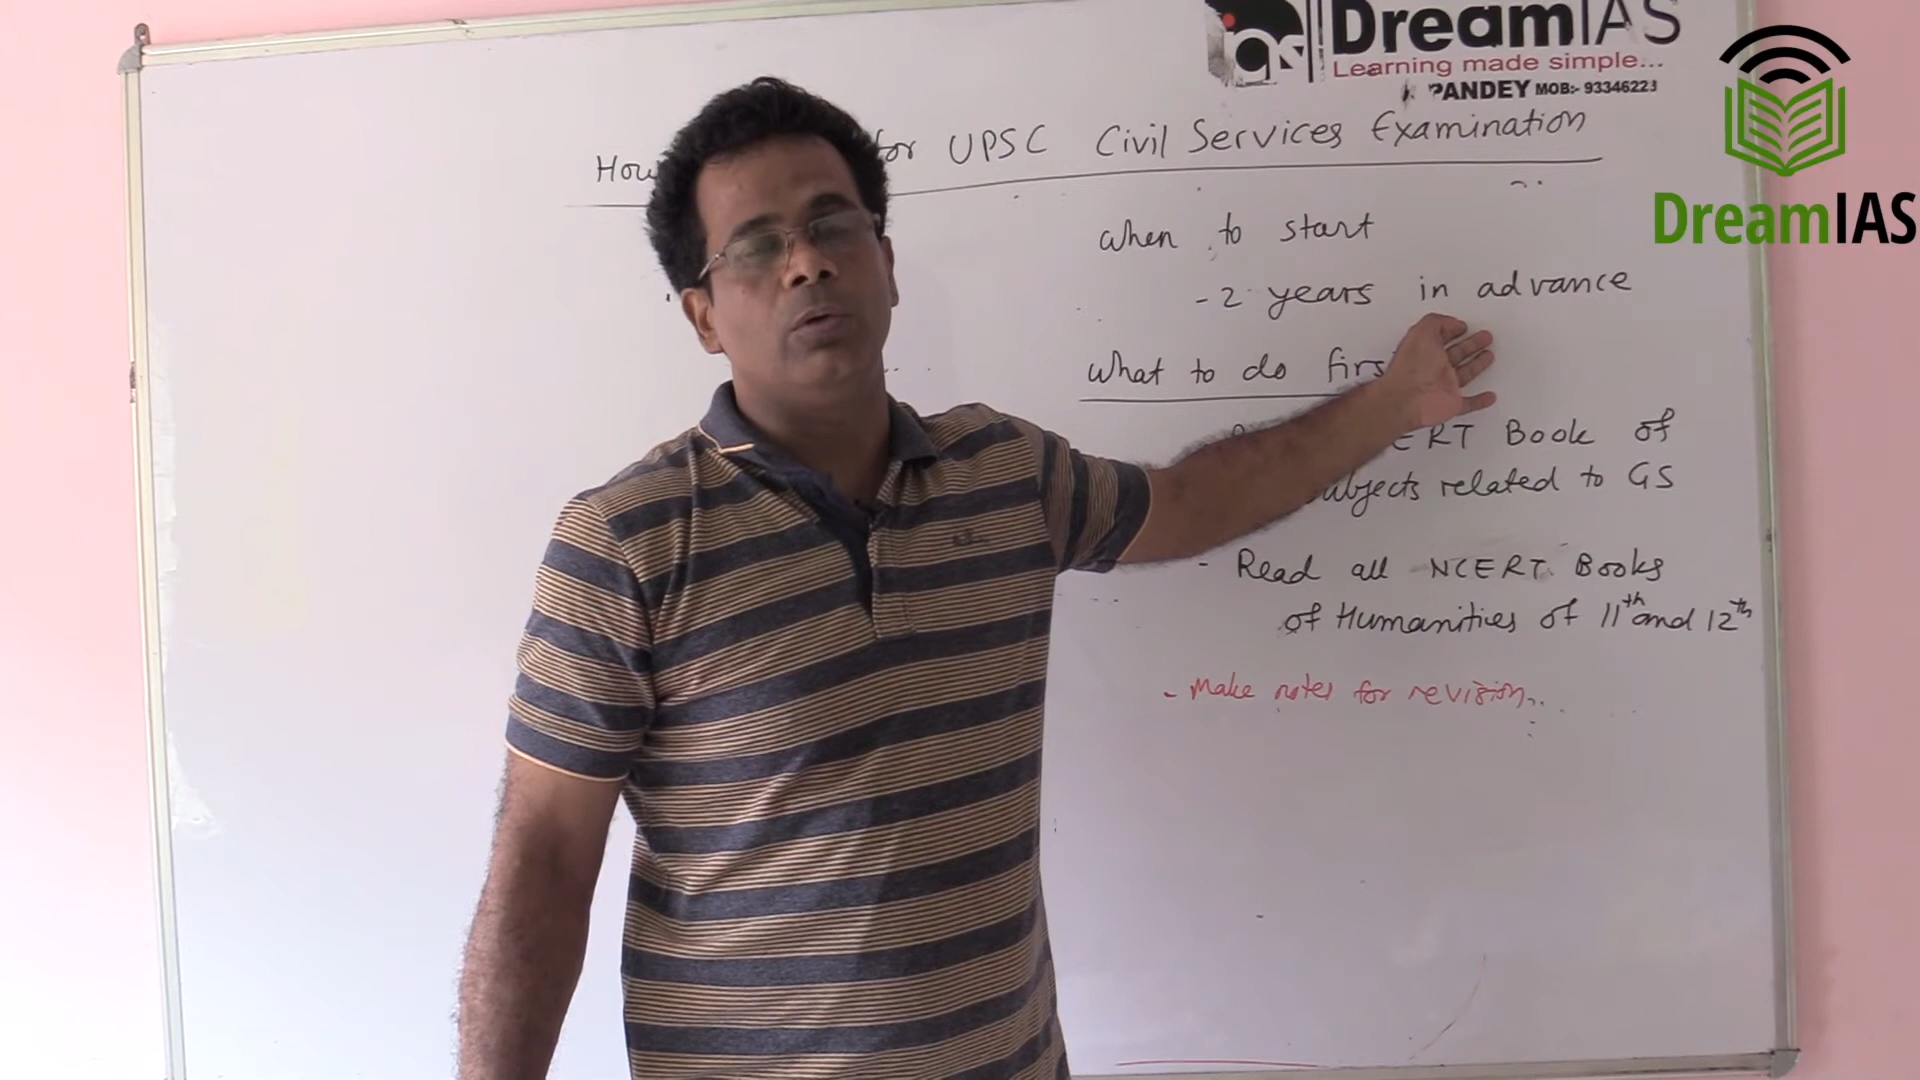 DreamIAS
Learning made simple...
PANDEY MOB:- 93346223
DreamIAS
How for UPSC Civil Services Examination
when to start
- 2 years in advance
What to do first
Book of
subjects related to GS
- Read all NCERT Books
of Humanities of 11th and 12th
- Make notes for revision...